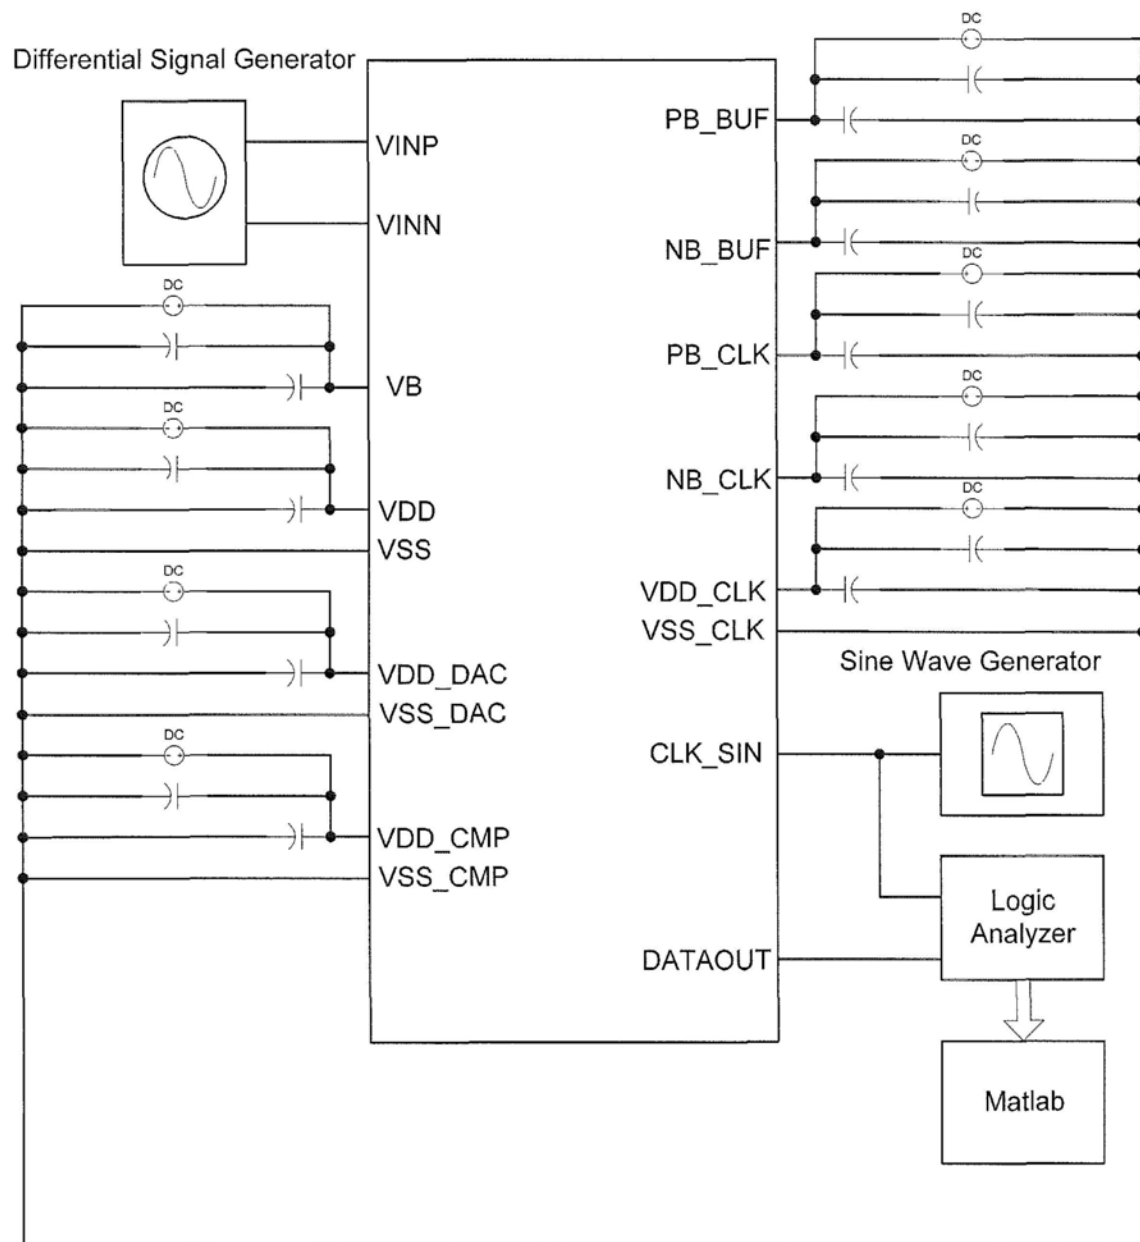 Differential Signal Generator
VINP
VINN
DC
VB
DC
VDD
VSS
DC
VDD_DAC
VSS_DAC
DC
VDD_CMP
VSS_CMP
DC
PB_BUF
DC
NB_BUF
DC
PB_CLK
DC
NB_CLK
DC
VDD_CLK
VSS_CLK
Sine Wave Generator
CLK_SIN
Logic
Analyzer
DATAOUT
Matlab